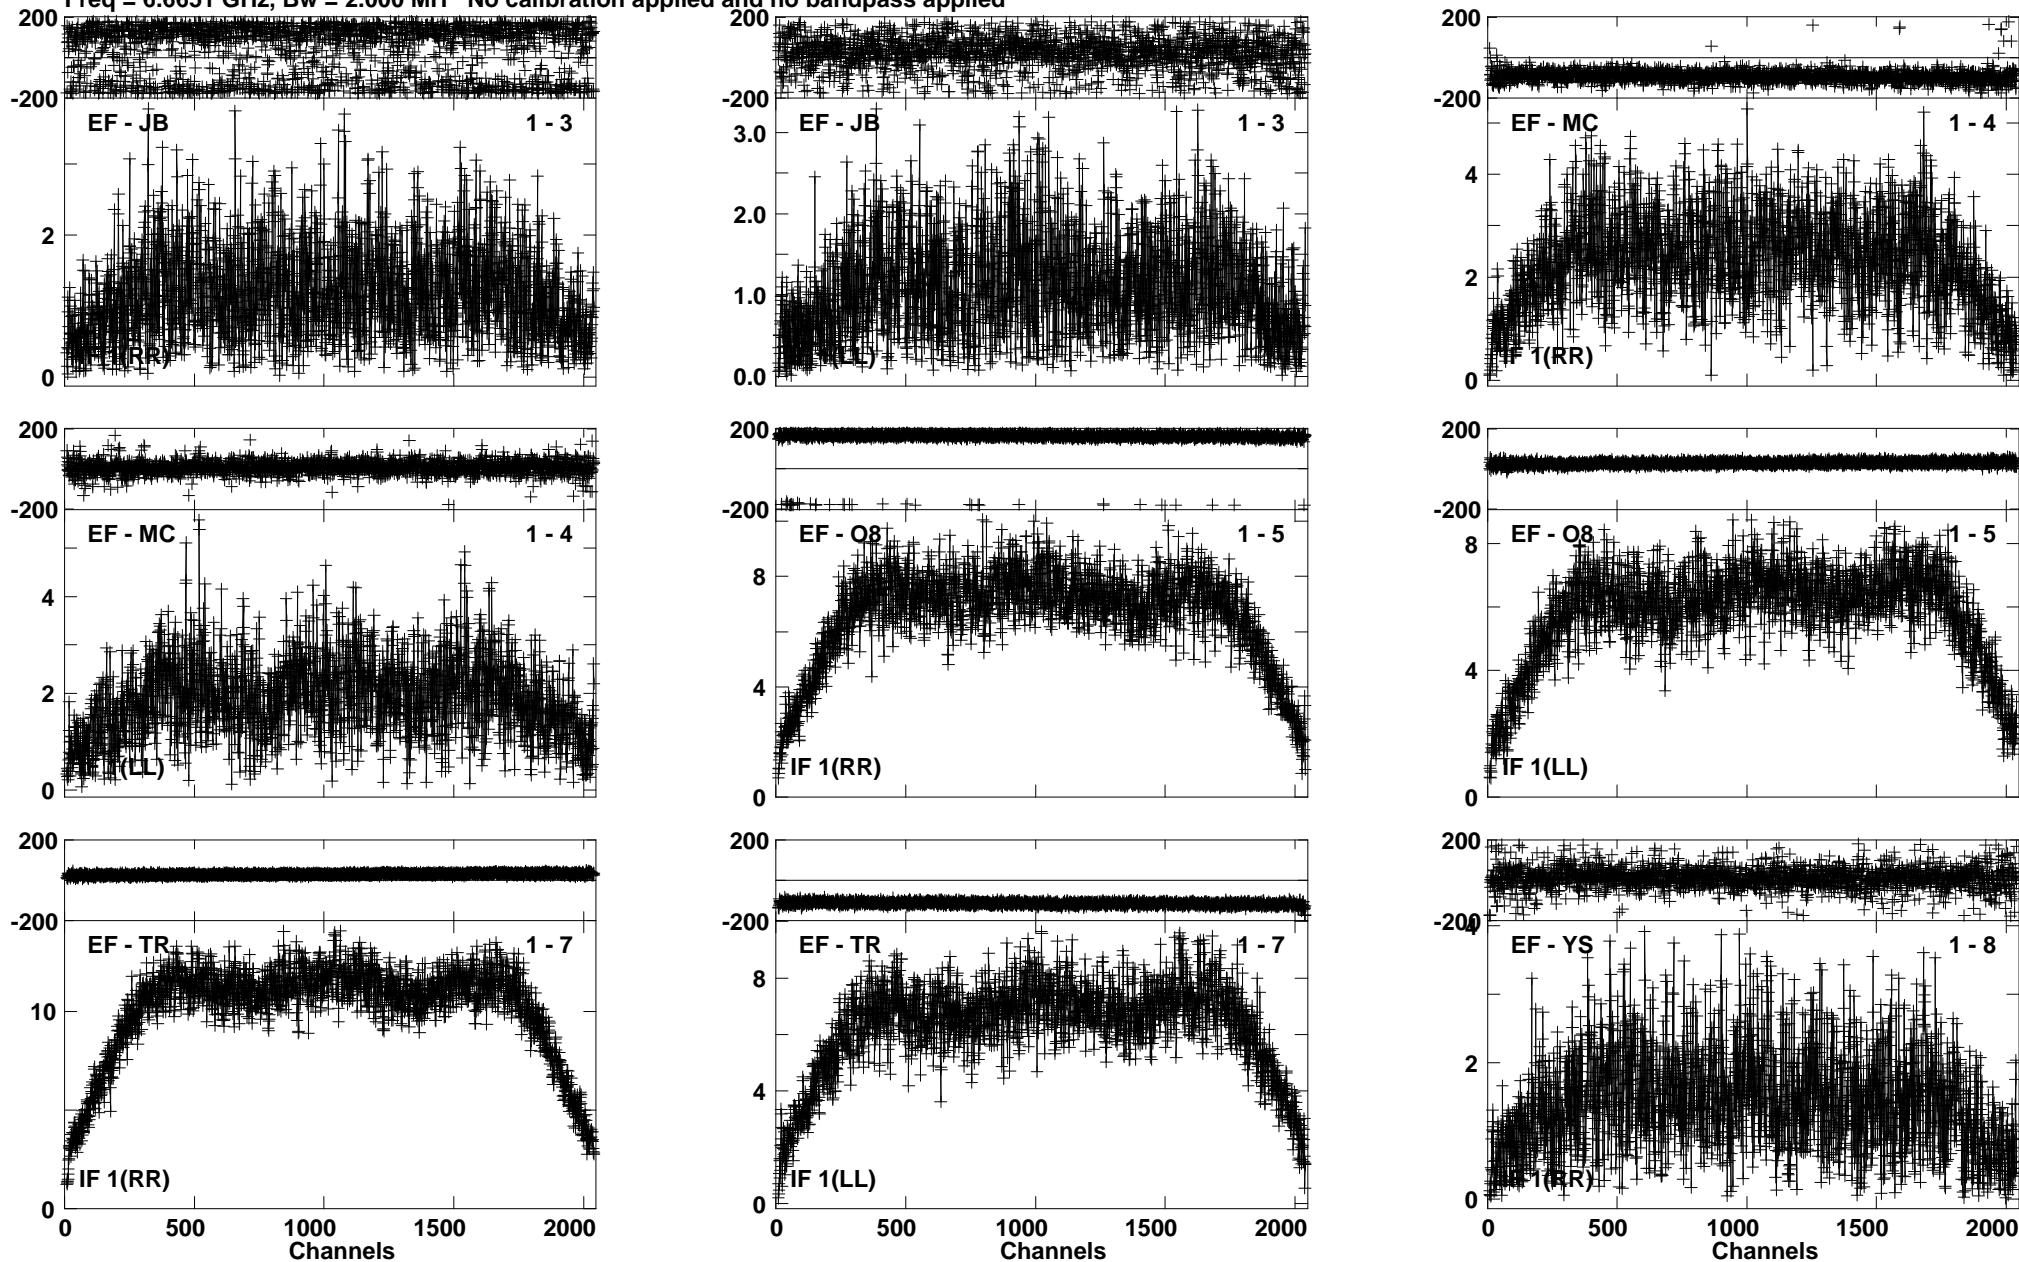 Freq = 6.6651 GHz, Bw = 2.000 MH No calibration applied and no bandpass applied
200
-200
EF - JB
1 - 3
2
0
IF 1(RR)
200
-200
EF - JB
1 - 3
3.0
2.0
1.0
0.0
(LL)
200
-200
EF - MC
1 - 4
4
2
0
IF 1(RR)
200
-200
EF - MC
1 - 4
4
2
0
(LL)
200
-200
EF - O8
1 - 5
8
4
0
IF 1(RR)
200
-200
EF - O8
1 - 5
8
4
0
IF 1(LL)
200
-200
EF - TR
1 - 7
10
0
IF 1(RR)
0 500 1000 1500 2000
Channels
200
-200
EF - TR
1 - 7
8
4
0
IF 1(LL)
0 500 1000 1500 2000
Channels
200
-200
4
EF - YS
1 - 8
2
0
IF 1(RR)
0 500 1000 1500 2000
Channels